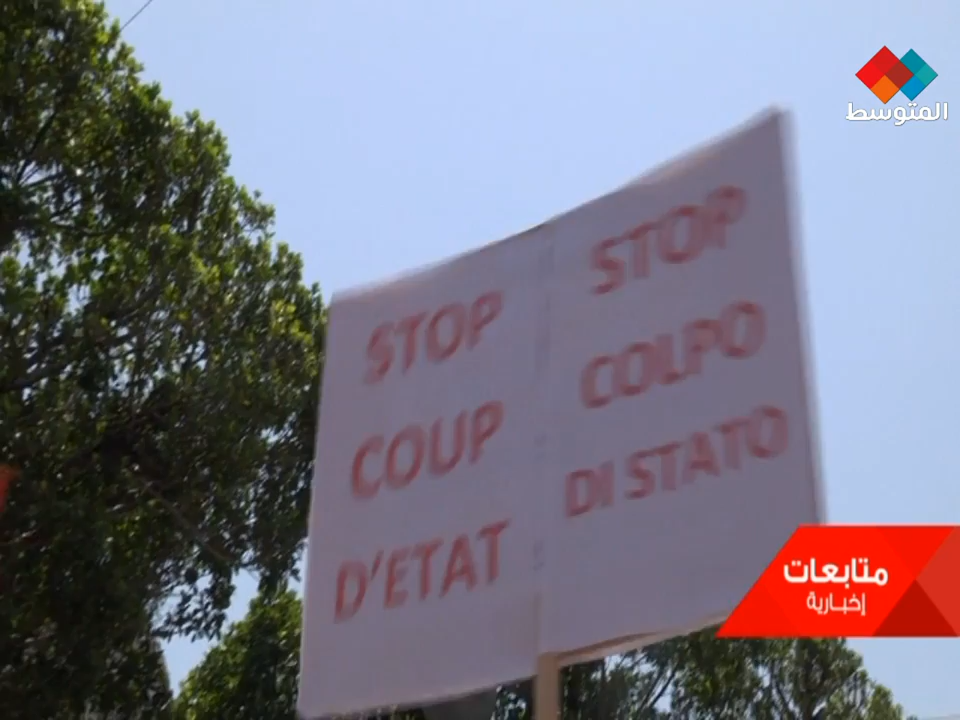 المتوسط
STOP
COUP
D'ETAT
STOP
COLPO
DI STATO
متابعات
إخبارية